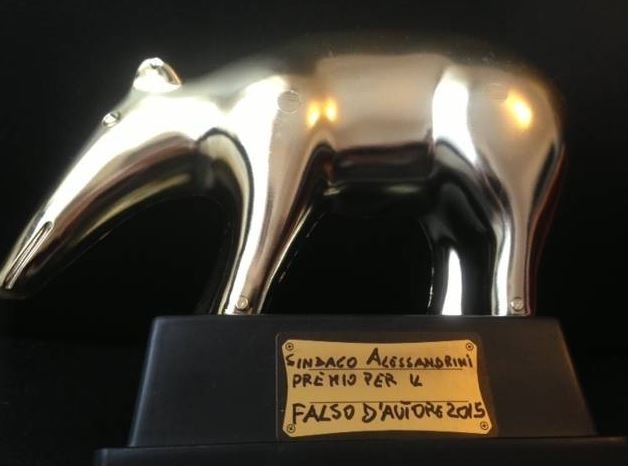 SINDACO ALESSANDRINI
PREMIO PER IL
FALSO D'AUTORE 2015